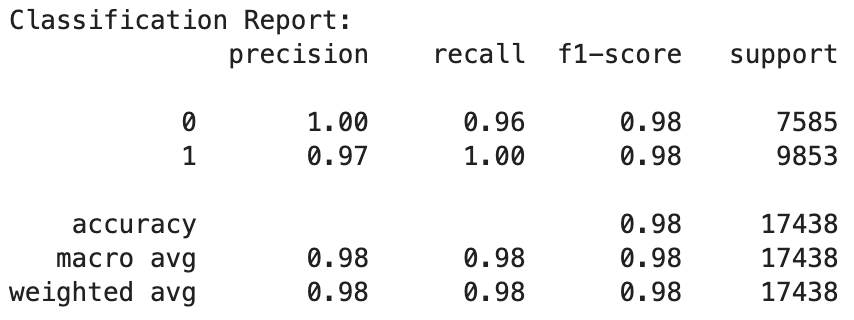 Classification Report:
precision recall f1-score support
0 1.00 0.96 0.98 7585
1 0.97 1.00 0.98 9853
accuracy 0.98 17438
macro avg 0.98 0.98 0.98 17438
weighted avg 0.98 0.98 0.98 17438